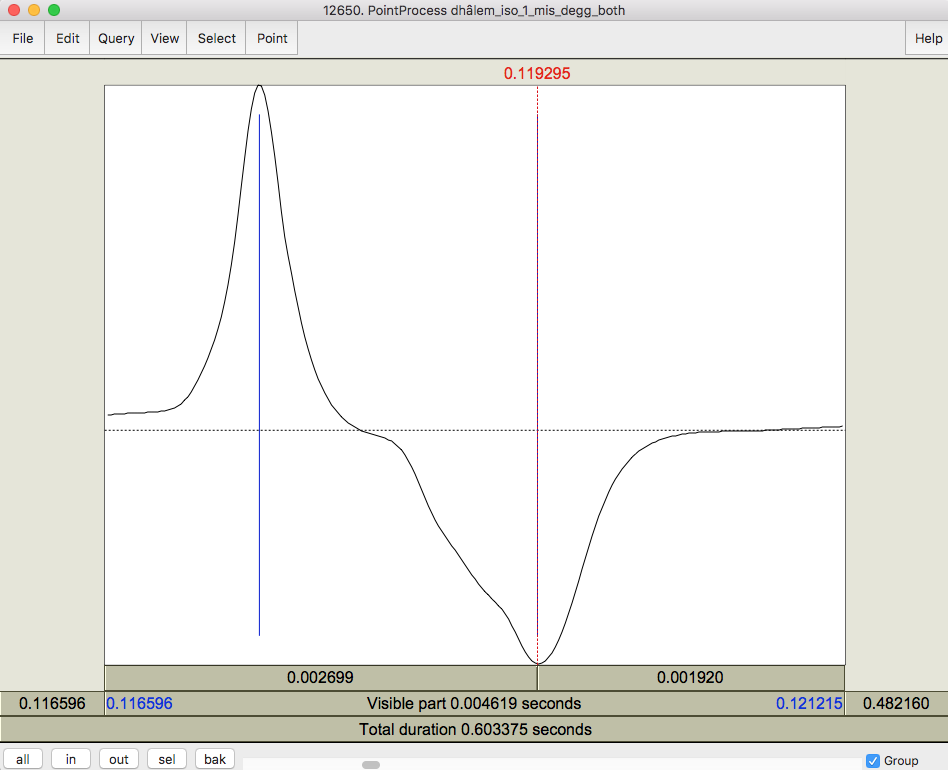 12650. PointProcess dhâlem_iso_1_mis_degg_both
File Edit Query View Select Point Help
0.119295
0.002699 0.001920
0.116596 0.116596 Visible part 0.004619 seconds 0.121215 0.482160
Total duration 0.603375 seconds
all in out sel bak Group